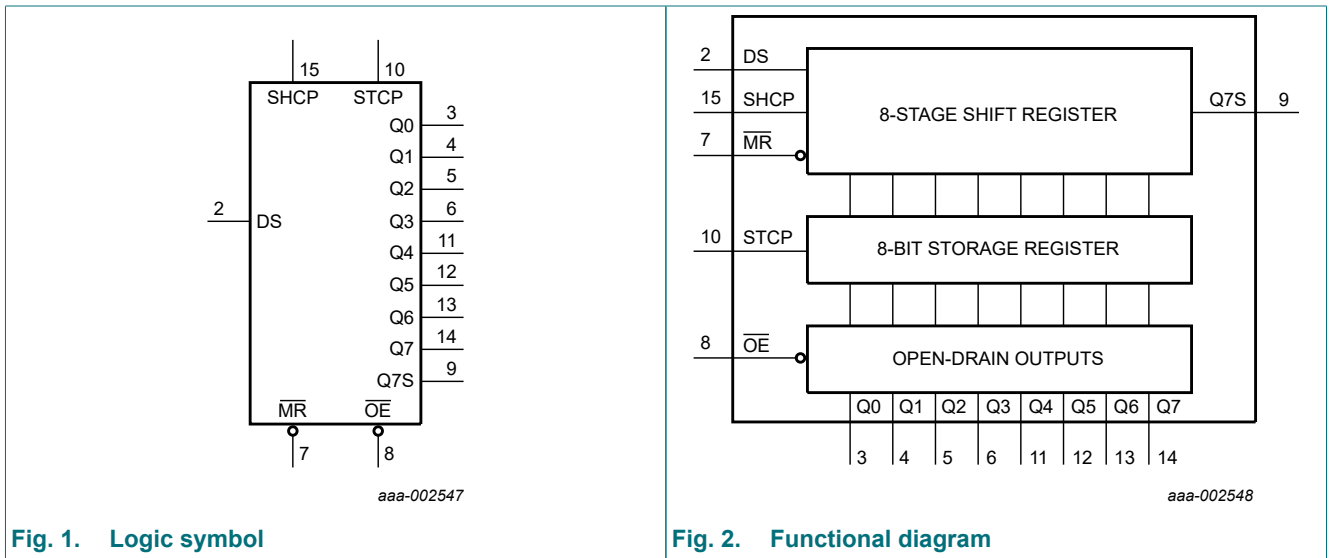 15 10
SHCP STCP
Q0 3
Q1 4
Q2 5
2 DS Q3 6
Q4 11
Q5 12
Q6 13
Q7 14
Q7S 9
MR OE
7 8
aaa-002547
Fig. 1. Logic symbol
2 DS
15 SHCP
7 MR
8-STAGE SHIFT REGISTER
Q7S 9
10 STCP
8-BIT STORAGE REGISTER
8 OE
OPEN-DRAIN OUTPUTS
Q0 Q1 Q2 Q3 Q4 Q5 Q6 Q7
3 4 5 6 11 12 13 14
aaa-002548
Fig. 2. Functional diagram